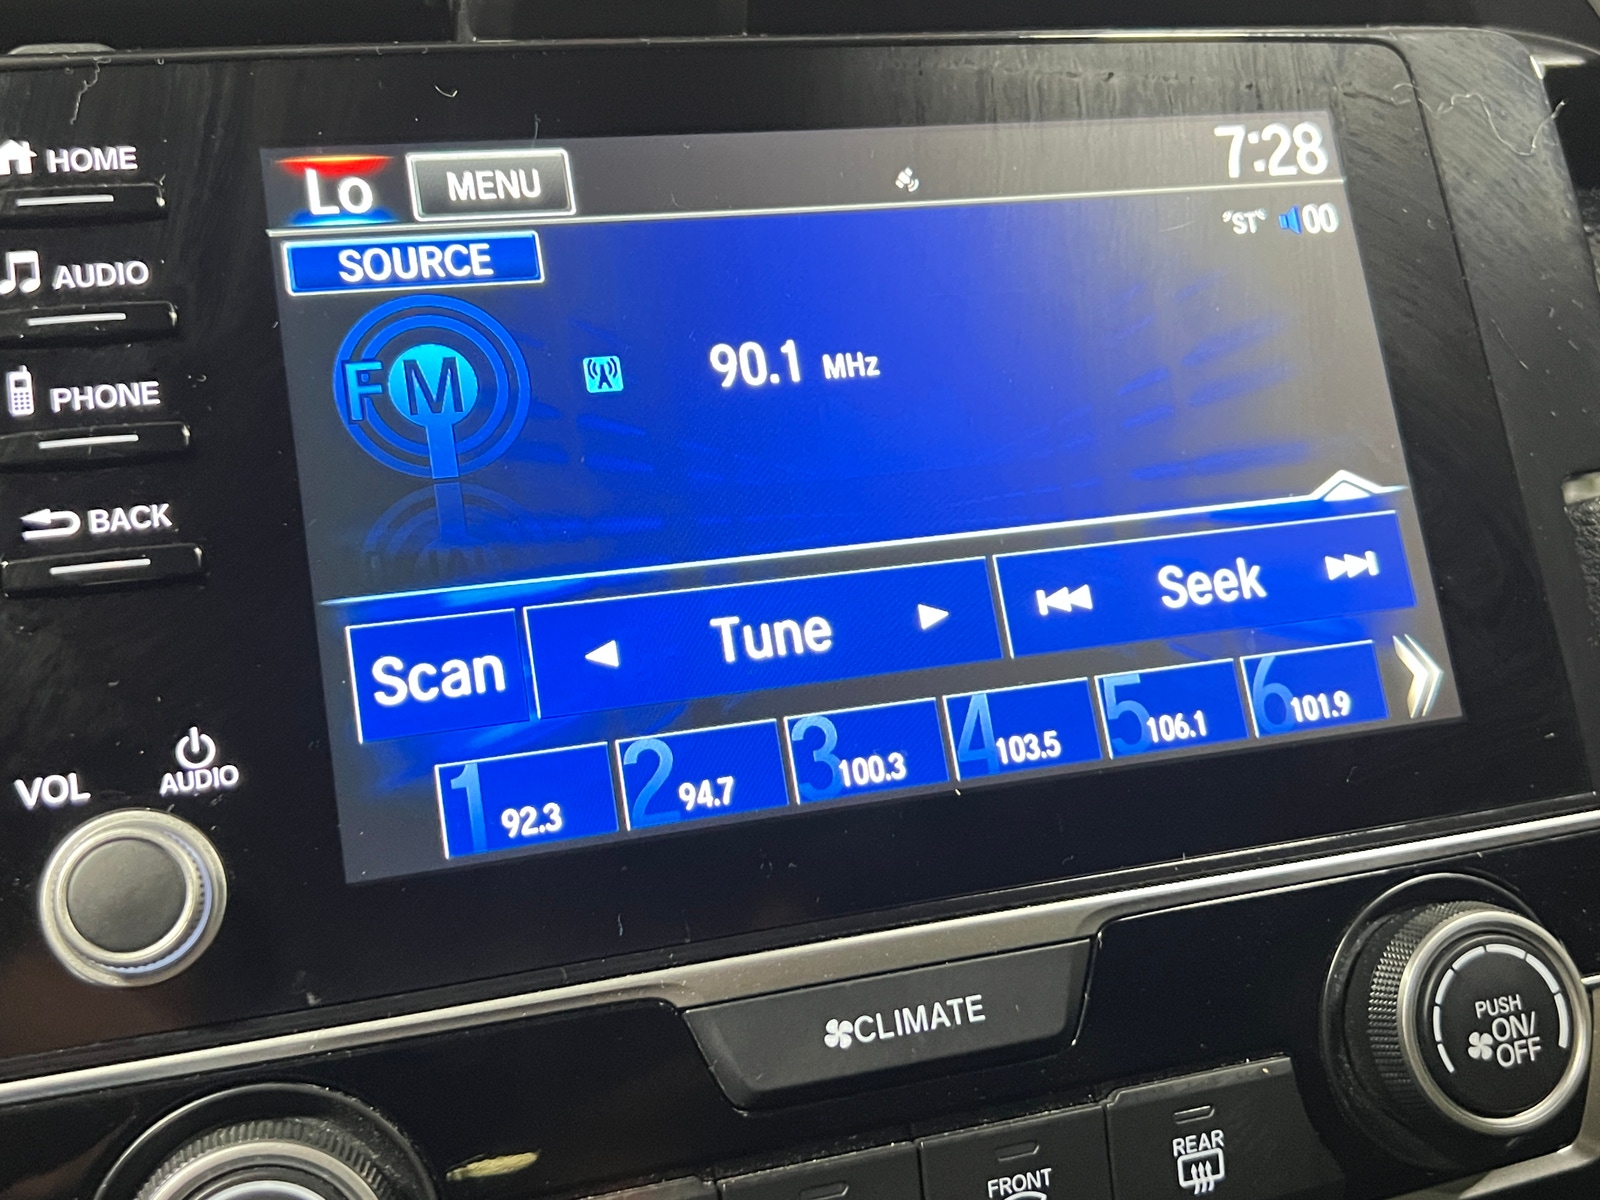 HOME
AUDIO
PHONE
BACK
VOL
AUDIO
Lo
MENU
7:28
SOURCE
"ST" 00
FM
90.1 MHz
Scan
Tune
Seek
1 92.3
2 94.7
3 100.3
4 103.5
5 106.1
6 101.9
CLIMATE
PUSH
ON/
OFF
FRONT
REAR